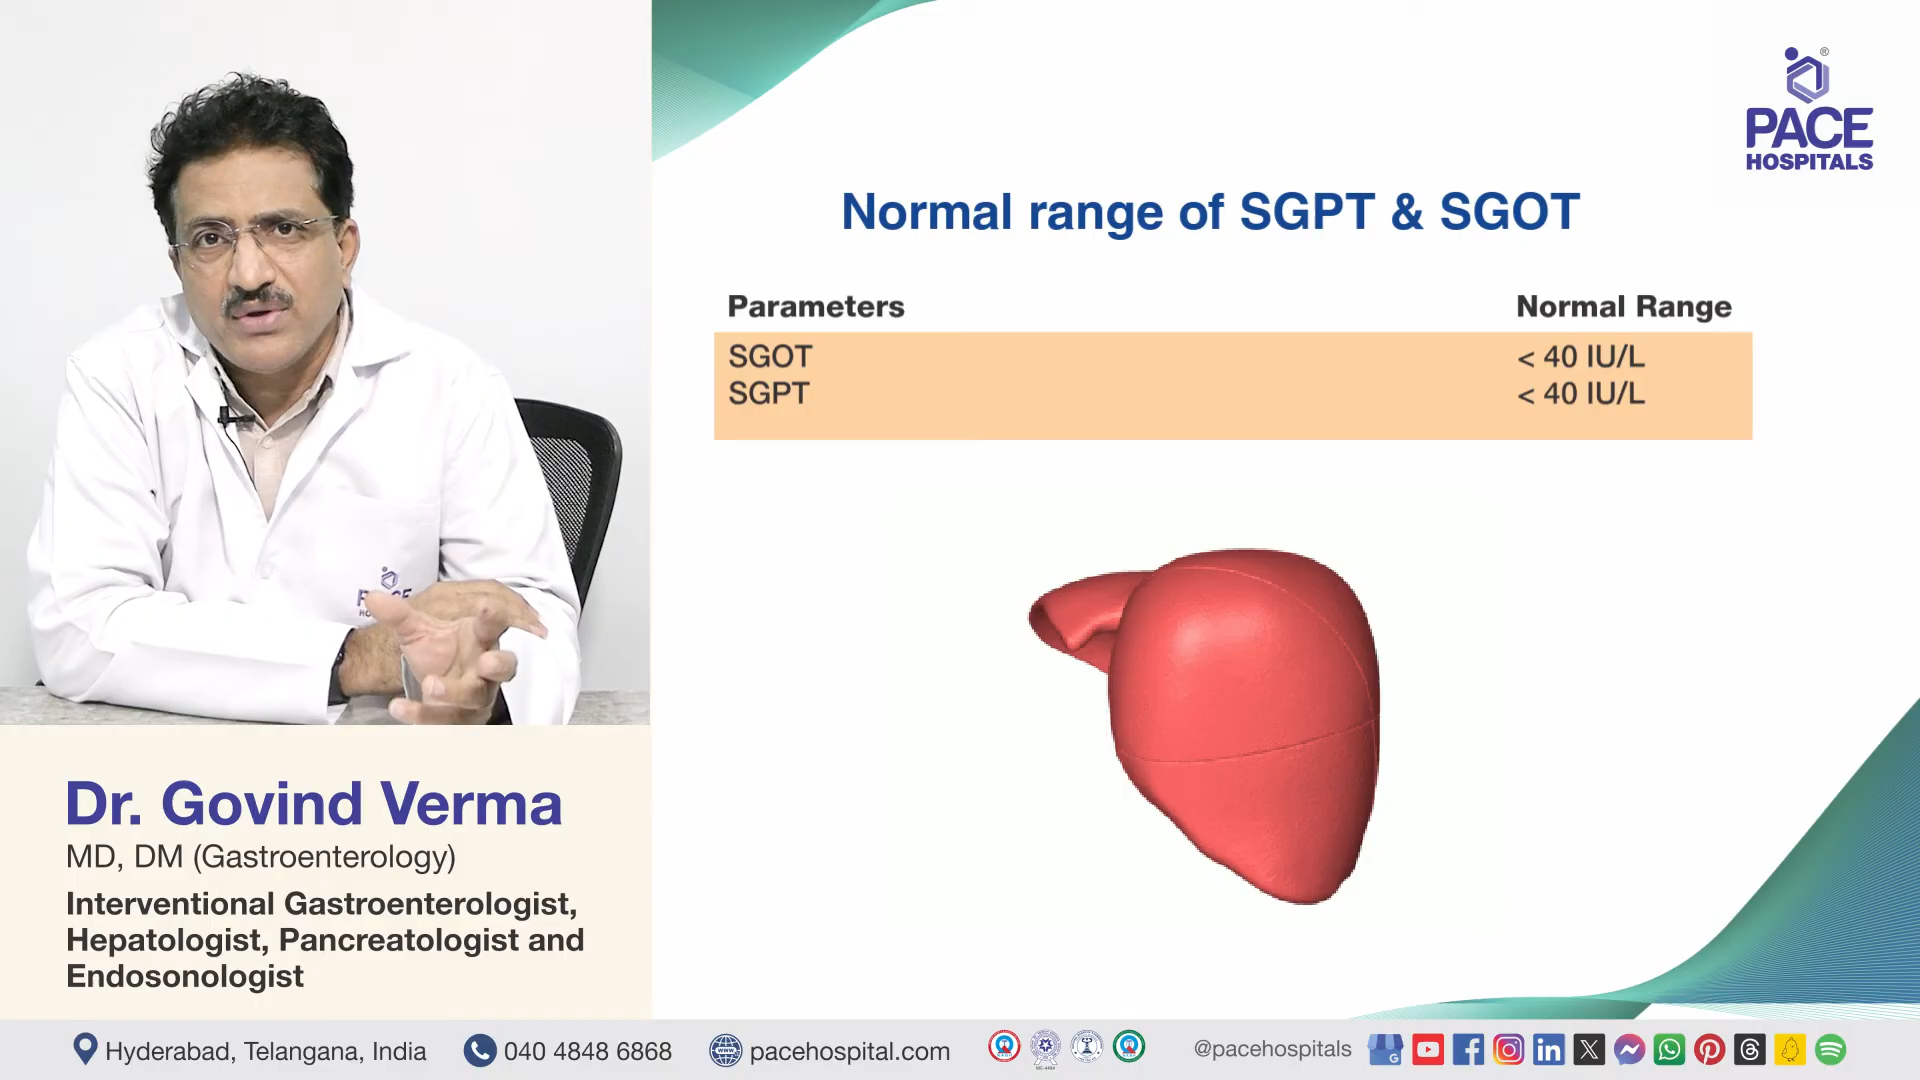 ®
PACE
HOSPITALS
Normal range of SGPT & SGOT
Parameters Normal Range
SGOT < 40 IU/L
SGPT < 40 IU/L
Dr. Govind Verma
MD, DM (Gastroenterology)
Interventional Gastroenterologist,
Hepatologist, Pancreatologist and
Endosonologist
Hyderabad, Telangana, India 040 4848 6868 pacehospital.com @pacehospitals